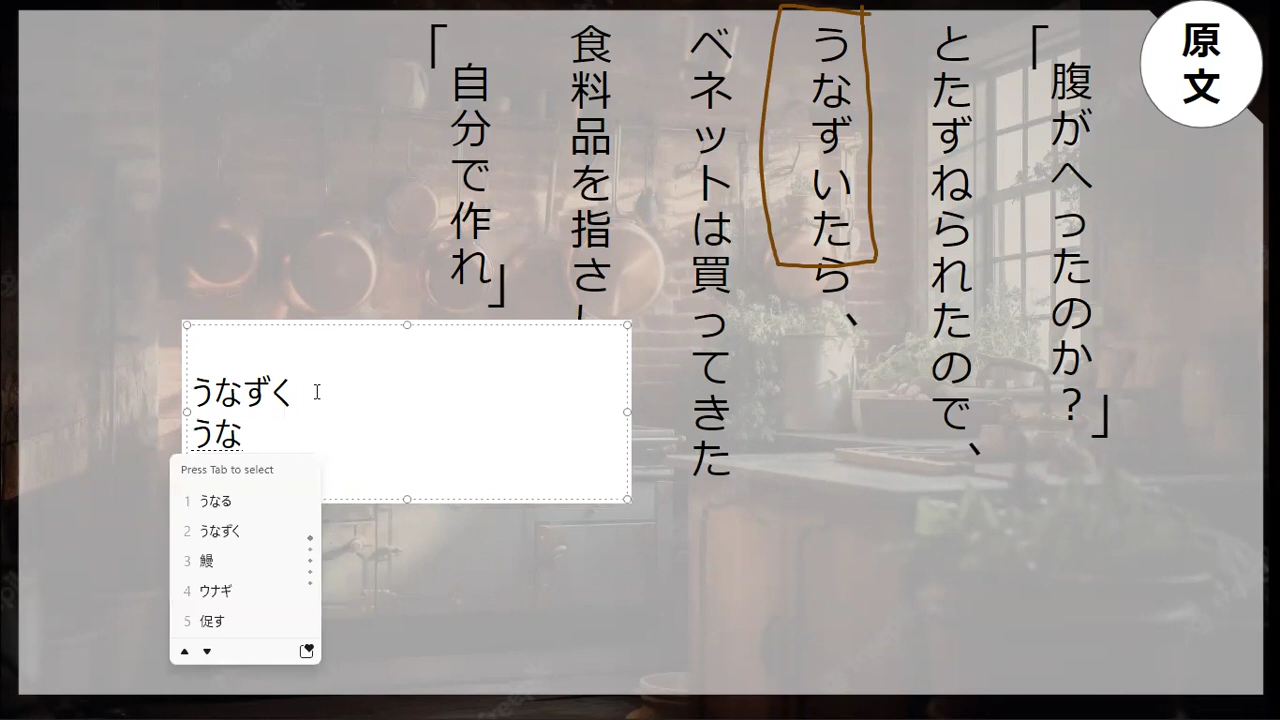 原文
「腹がへったのか？」
とたずねられたので、
うなずいたら、
ベネットは買ってきた
食料品を指さし
「自分で作れ」
うなずく
うな
Press Tab to select
1 うなる
2 うなずく
3 鰻
4 ウナギ
5 促す